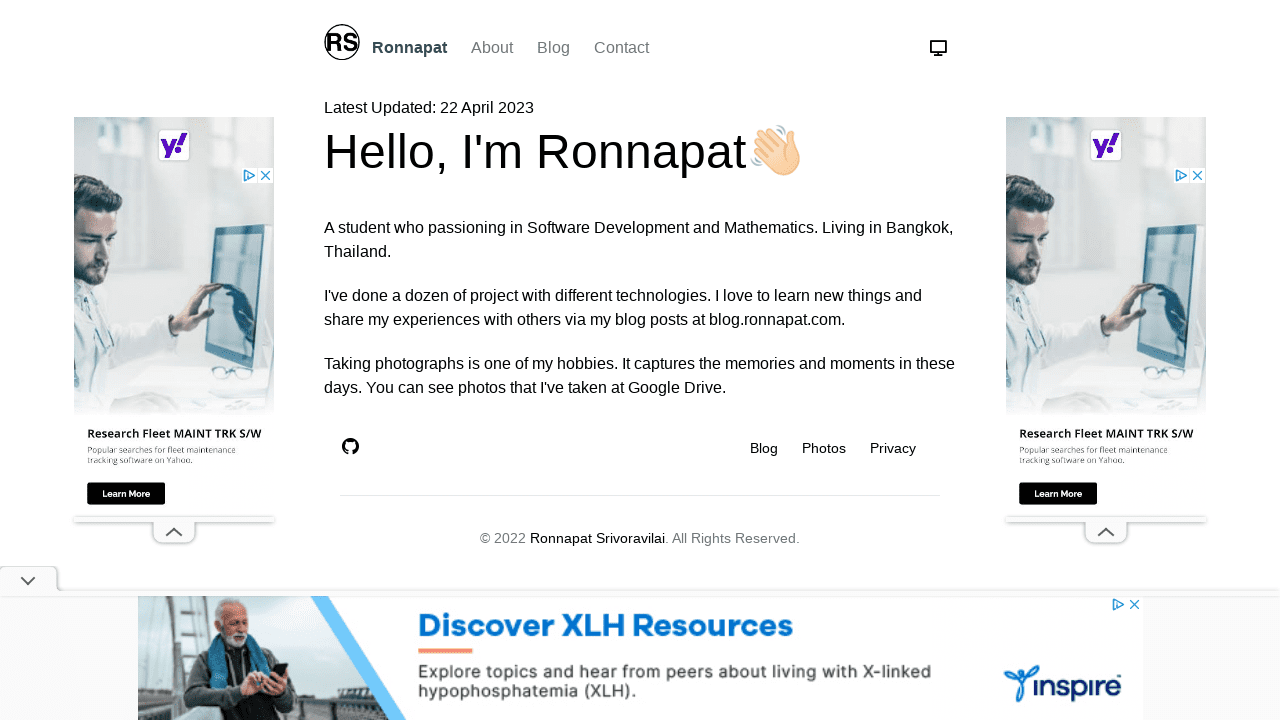 RS Ronnapat About Blog Contact
Latest Updated: 22 April 2023
Hello, I'm Ronnapat👋🏼
A student who passioning in Software Development and Mathematics. Living in Bangkok,
Thailand.
I've done a dozen of project with different technologies. I love to learn new things and
share my experiences with others via my blog posts at blog.ronnapat.com.
Taking photographs is one of my hobbies. It captures the memories and moments in these
days. You can see photos that I've taken at Google Drive.
Blog Photos Privacy
© 2022 Ronnapat Srivoravilai. All Rights Reserved.
y!
Research Fleet MAINT TRK S/W
Popular searches for fleet maintenance
tracking software on Yahoo.
Learn More
y!
Research Fleet MAINT TRK S/W
Popular searches for fleet maintenance
tracking software on Yahoo.
Learn More
Discover XLH Resources
Explore topics and hear from peers about living with X-linked
hypophosphatemia (XLH).
inspire